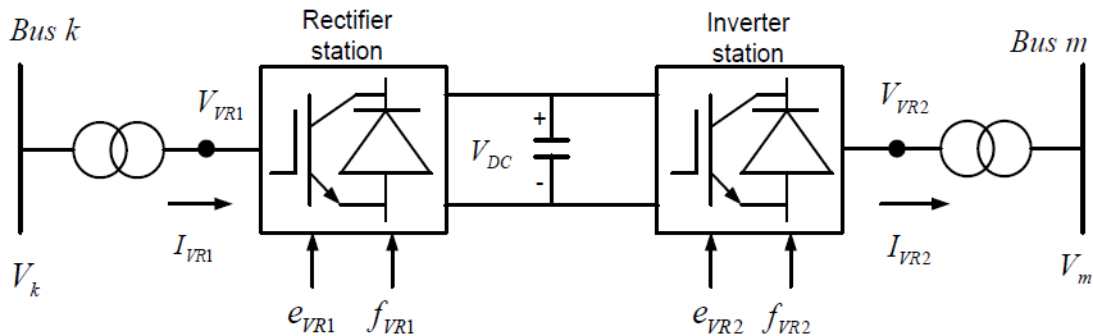 Bus k
Rectifier
station
Inverter
station
Bus m
V_VR1
V_VR2
+
V_DC
-
I_VR1
I_VR2
V_k
V_m
e_VR1 f_VR1
e_VR2 f_VR2